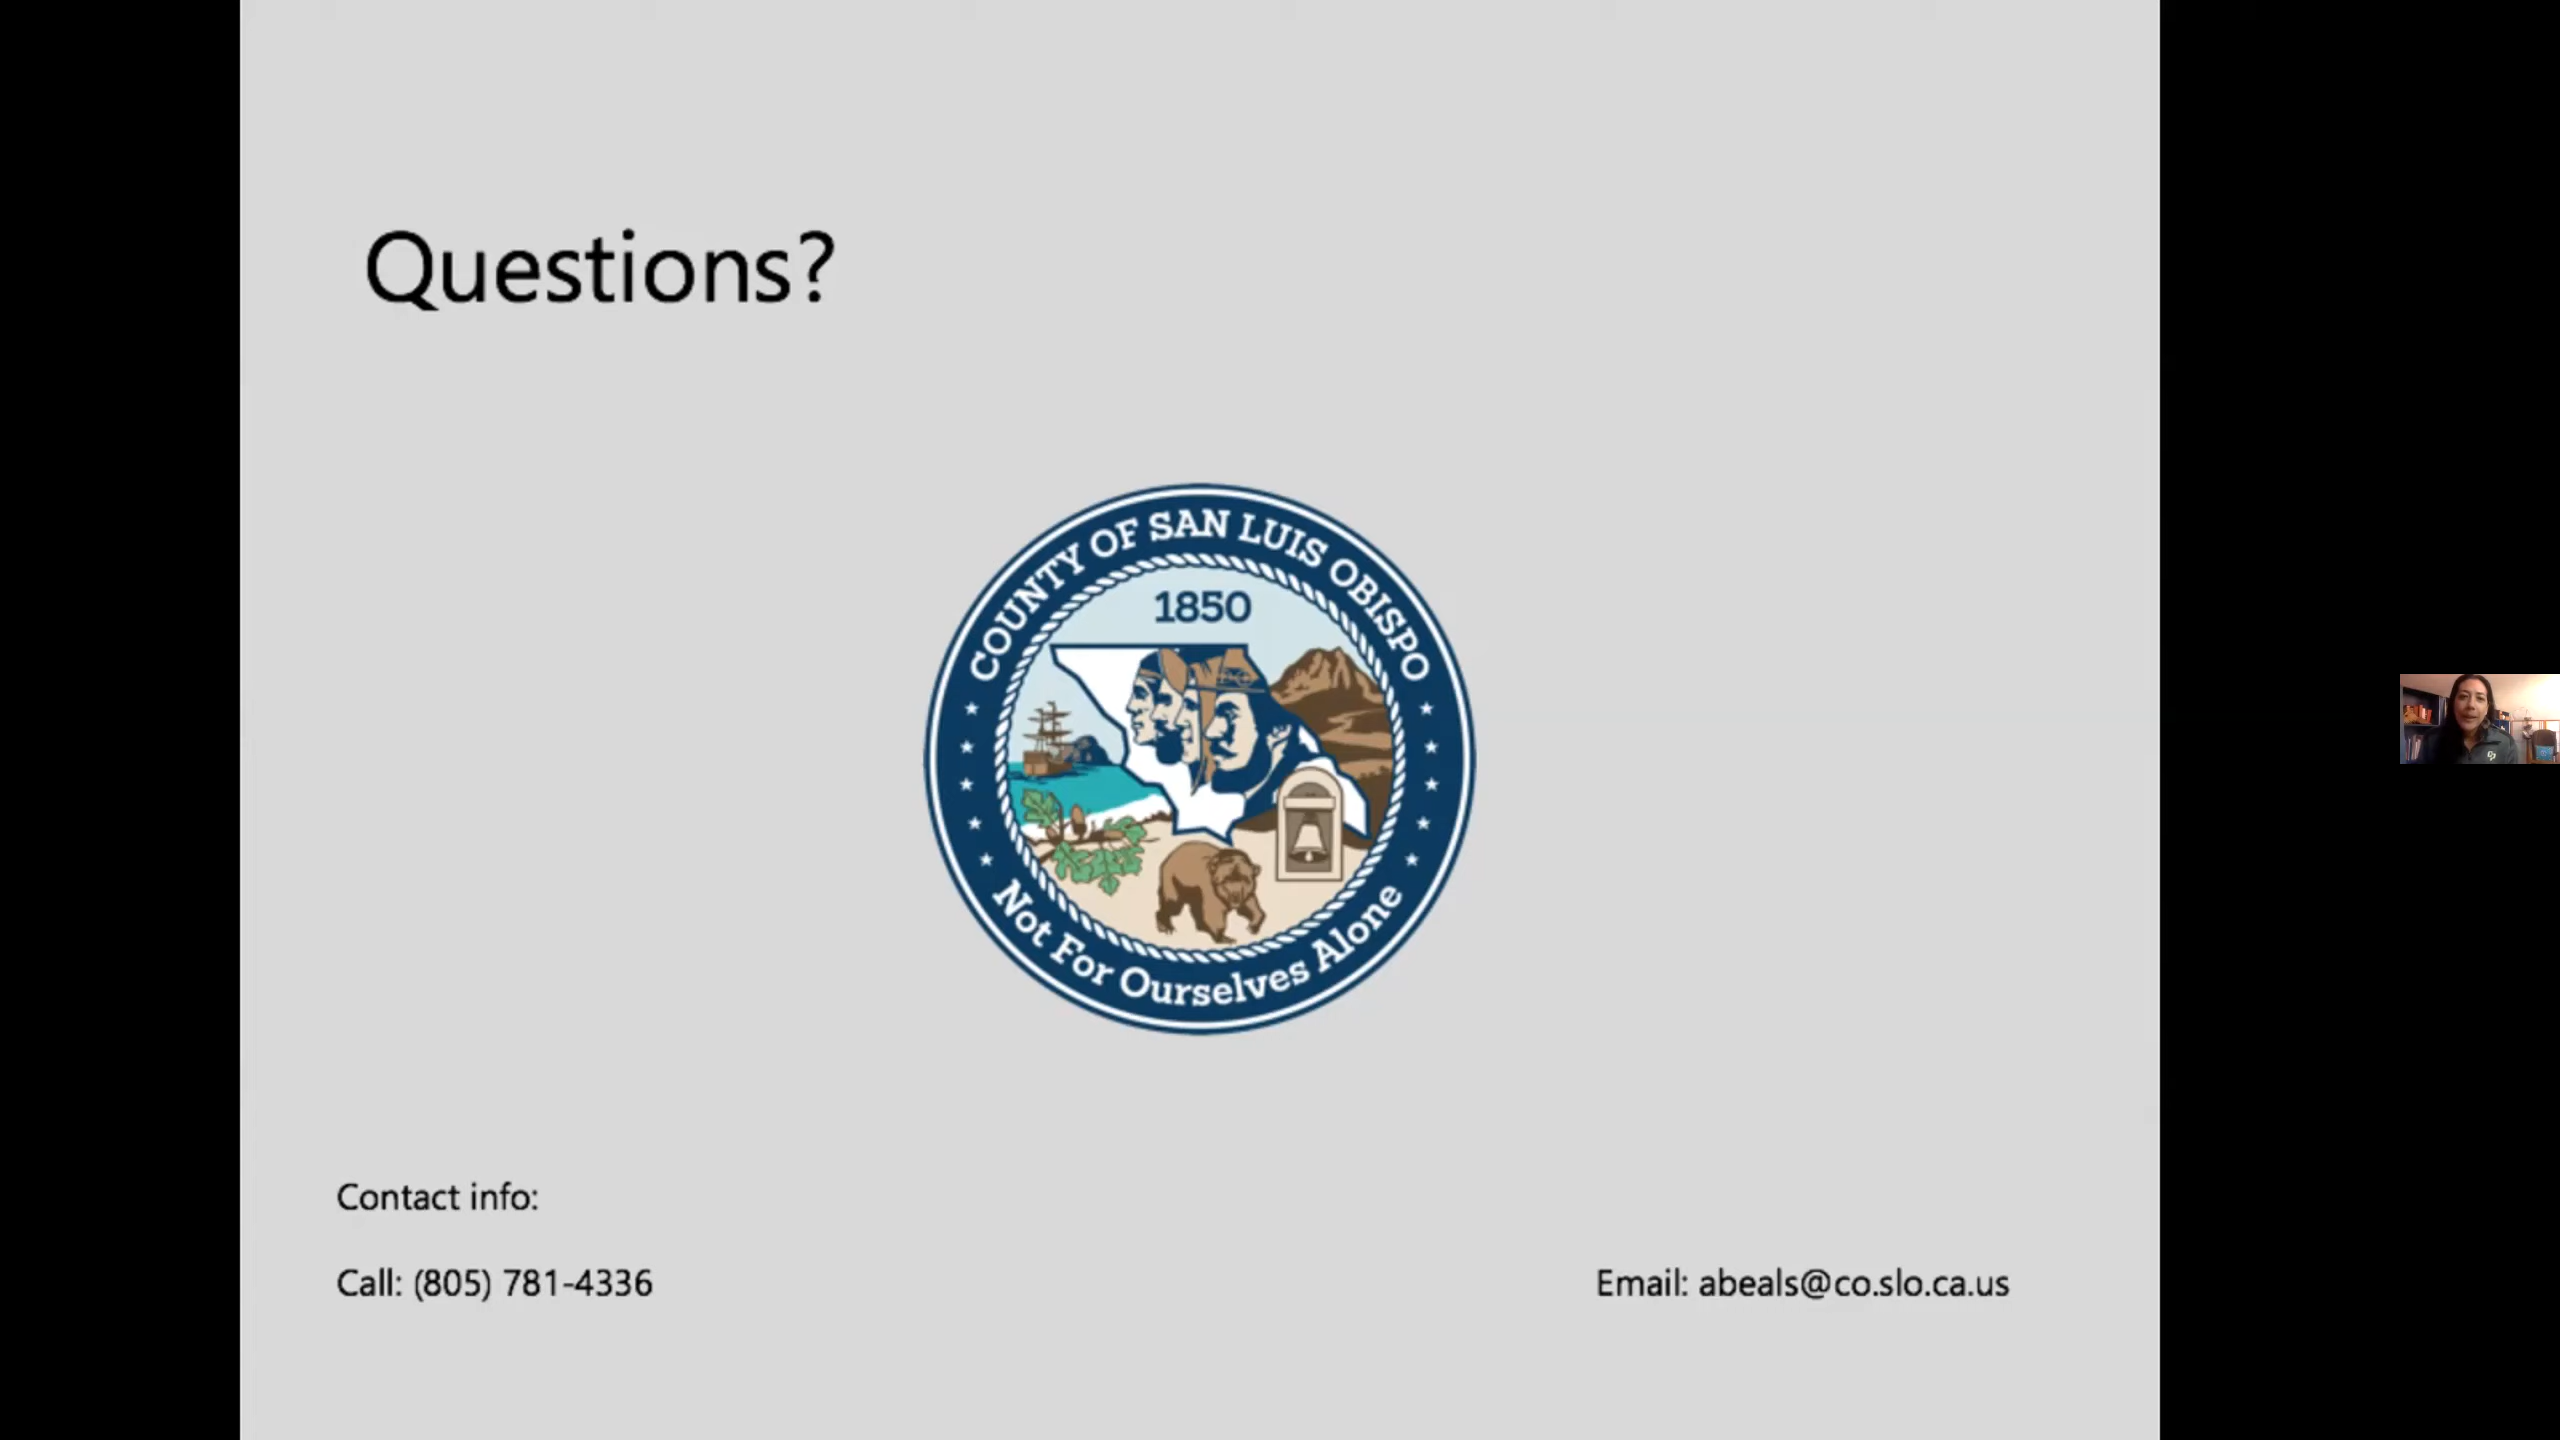 Questions?
COUNTY OF SAN LUIS OBISPO
1850
Not For Ourselves Alone
Contact info:
Call: (805) 781-4336
Email: abeals@co.slo.ca.us